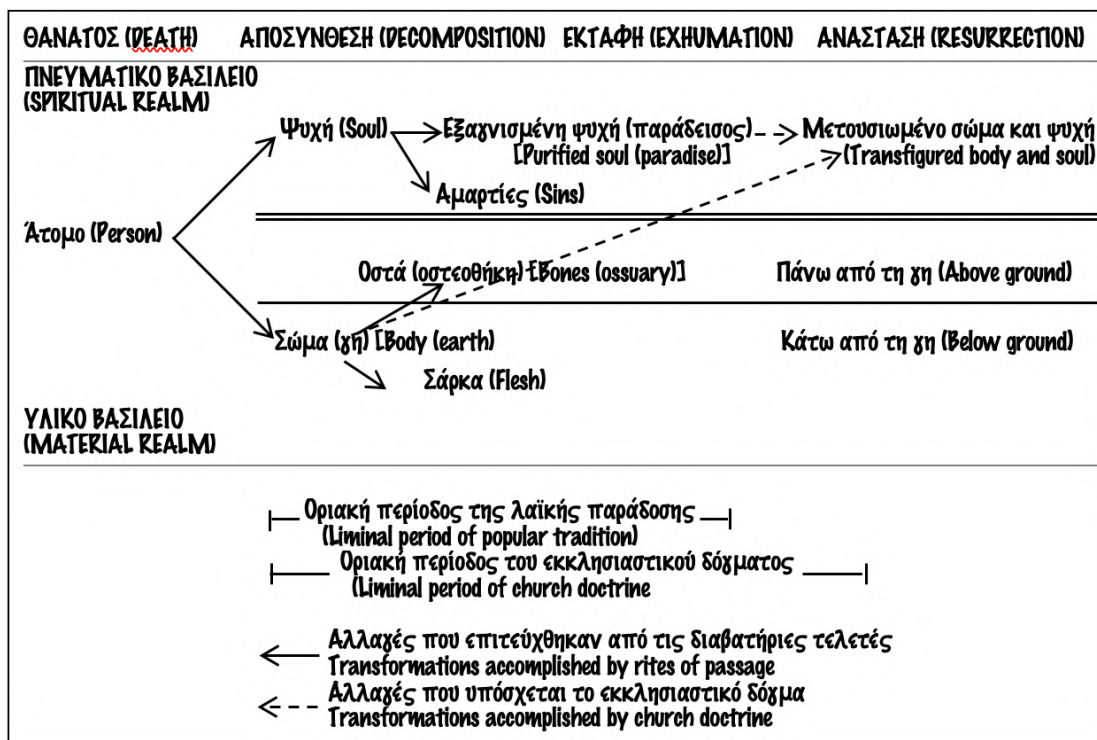 ΘΑΝΑΤΟΣ (DEATH) ΑΠΟΣΥΝΘΕΣΗ (DECOMPOSITION) ΕΚΤΑΦΗ (EXHUMATION) ΑΝΑΣΤΑΣΗ (RESURRECTION)
ΠΝΕΥΜΑΤΙΚΟ ΒΑΣΙΛΕΙΟ
(SPIRITUAL REALM)
Ψυχή (Soul) Εξαγνισμένη ψυχή (παράδεισος) Μετουσιωμένο σώμα και ψυχή
[Purified soul (paradise)] (Transfigured body and soul)
Αμαρτίες (Sins)
Άτομο (Person)
Οστά (οστεοθήκη) [Bones (ossuary)] Πάνω από τη γη (Above ground)
Σώμα (γη) [Body (earth) Κάτω από τη γη (Below ground)
Σάρκα (Flesh)
ΥΛΙΚΟ ΒΑΣΙΛΕΙΟ
(MATERIAL REALM)
Οριακή περίοδος της λαϊκής παράδοσης
(Liminal period of popular tradition)
Οριακή περίοδος του εκκλησιαστικού δόγματος
(Liminal period of church doctrine
Αλλαγές που επιτεύχθηκαν από τις διαβατήριες τελετές
Transformations accomplished by rites of passage
Αλλαγές που υπόσχεται το εκκλησιαστικό δόγμα
Transformations accomplished by church doctrine